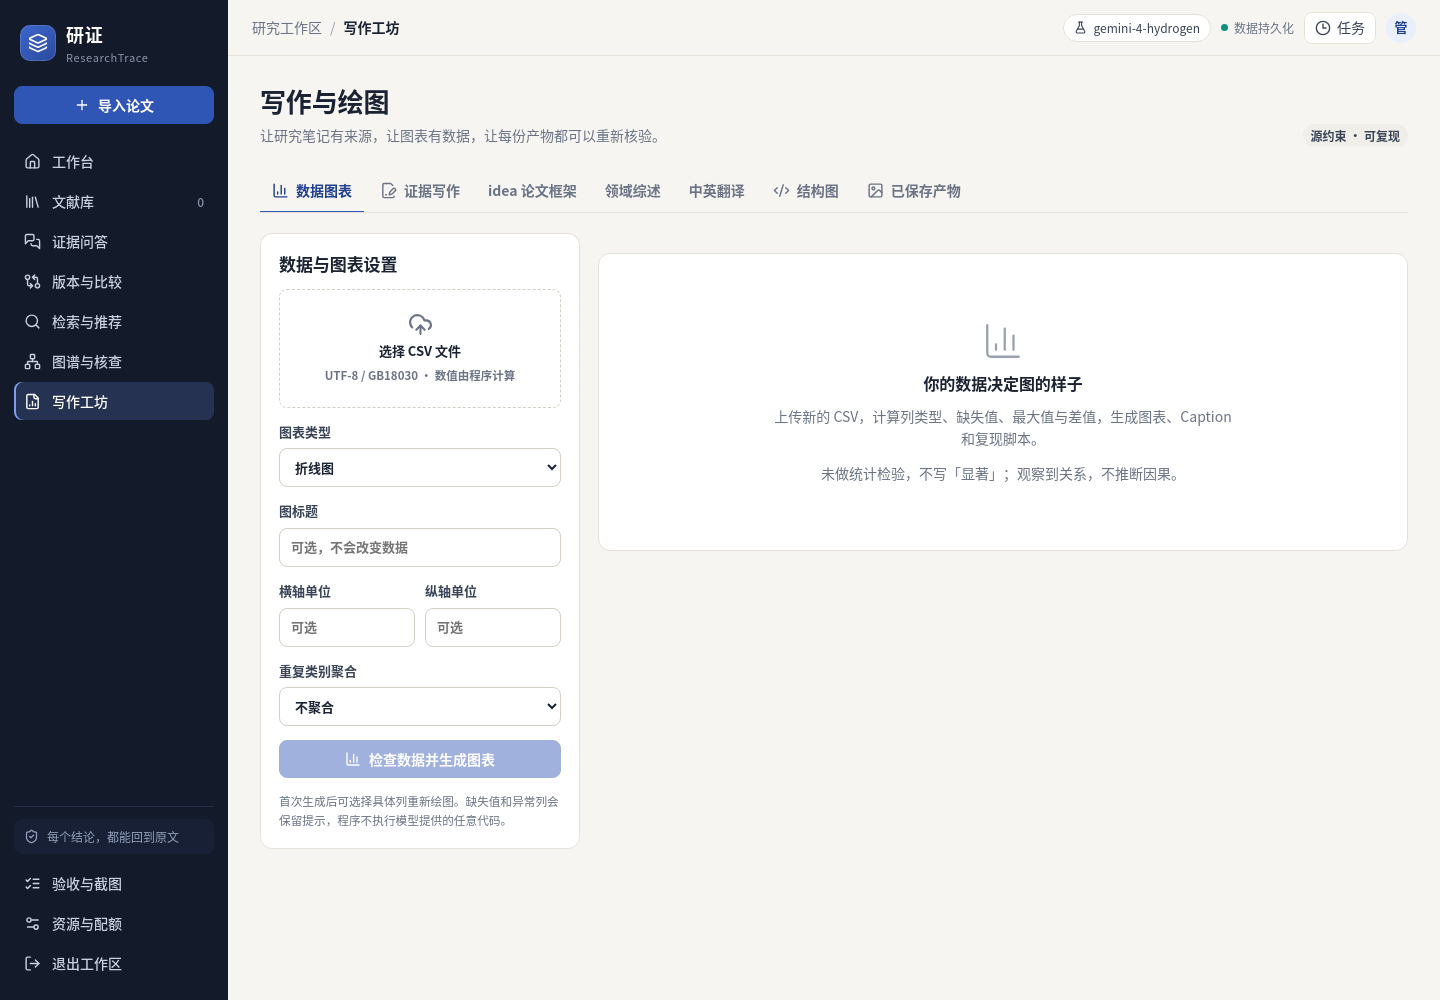 研证
ResearchTrace
导入论文
工作台
文献库 0
证据问答
版本与比较
检索与推荐
图谱与核查
写作工坊
每个结论，都能回到原文
验收与截图
资源与配额
退出工作区
研究工作区 / 写作工坊
gemini-4-hydrogen
数据持久化
任务
管
写作与绘图
让研究笔记有来源，让图表有数据，让每份产物都可以重新核验。
源约束 · 可复现
数据图表 证据写作 idea 论文框架 领域综述 中英翻译 结构图 已保存产物
数据与图表设置
选择 CSV 文件
UTF-8 / GB18030 · 数值由程序计算
图表类型
折线图
图标题
可选，不会改变数据
横轴单位 纵轴单位
可选 可选
重复类别聚合
不聚合
检查数据并生成图表
首次生成后可选择具体列重新绘图。缺失值和异常列会
保留提示，程序不执行模型提供的任意代码。
你的数据决定图的样子
上传新的 CSV，计算列类型、缺失值、最大值与差值，生成图表、Caption
和复现脚本。
未做统计检验，不写「显著」；观察到关系，不推断因果。